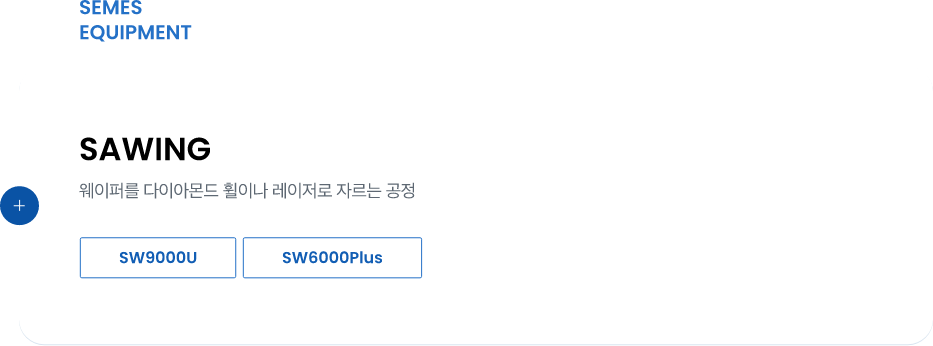 SEMES
EQUIPMENT
SAWING
웨이퍼를 다이아몬드 휠이나 레이저로 자르는 공정
SW9000U
SW6000Plus